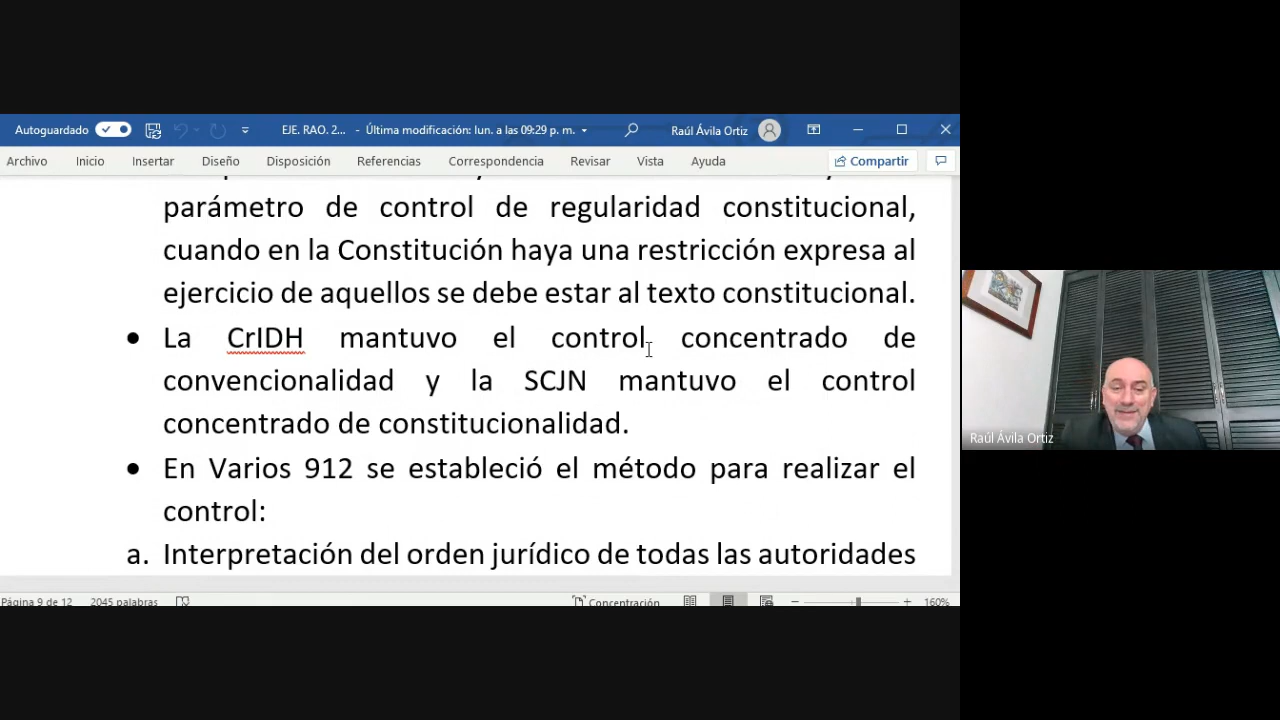 Autoguardado EJE. RAO. 2... - Última modificación: lun. a las 09:29 p. m. Raúl Ávila Ortiz
Archivo Inicio Insertar Diseño Disposición Referencias Correspondencia Revisar Vista Ayuda Compartir
parámetro de control de regularidad constitucional,
cuando en la Constitución haya una restricción expresa al
ejercicio de aquellos se debe estar al texto constitucional.
• La CrIDH mantuvo el control concentrado de
convencionalidad y la SCJN mantuvo el control
concentrado de constitucionalidad.
• En Varios 912 se estableció el método para realizar el
control:
a. Interpretación del orden jurídico de todas las autoridades
Página 9 de 12 2045 palabras Concentración 160%
Raúl Ávila Ortiz